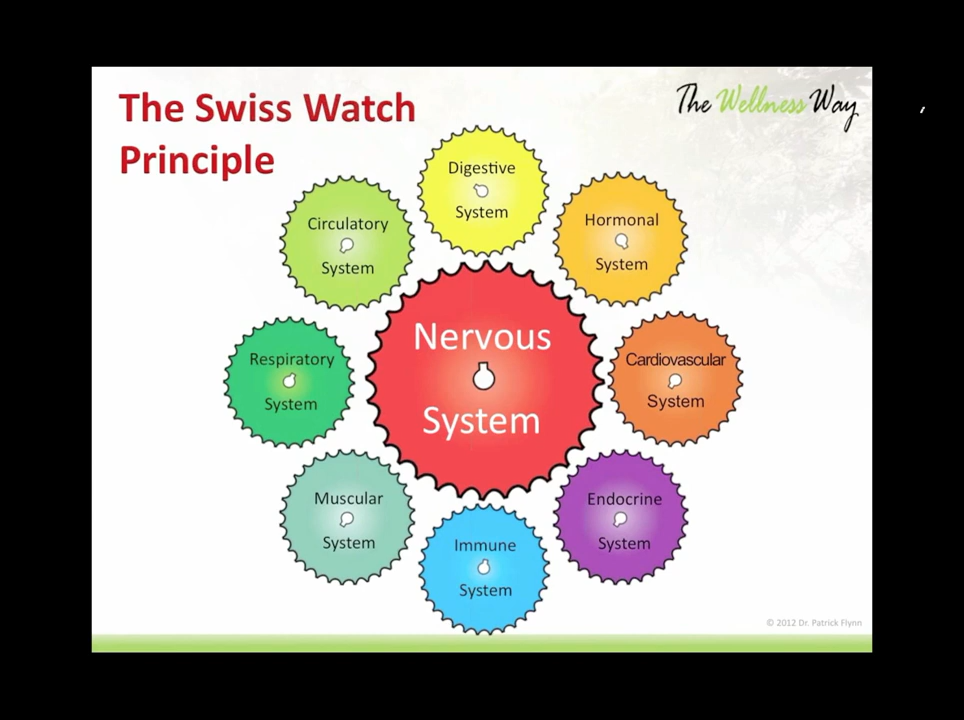 The Swiss Watch
Principle
The Wellness Way
,
Digestive
System
Circulatory
System
Hormonal
System
Nervous
System
Respiratory
System
Cardiovascular
System
Muscular
System
Endocrine
System
Immune
System
© 2012 Dr. Patrick Flynn